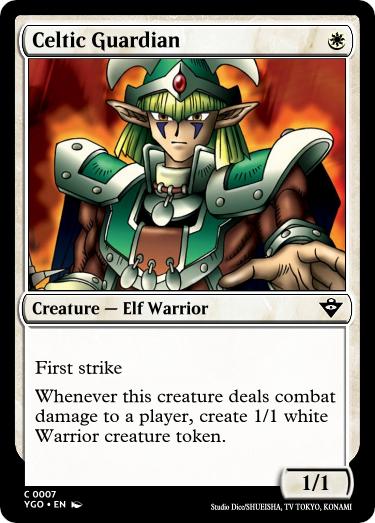 Celtic Guardian
Creature — Elf Warrior
First strike
Whenever this creature deals combat
damage to a player, create 1/1 white
Warrior creature token.
1/1
C 0007
YGO • EN
Studio Dice/SHUEISHA, TV TOKYO, KONAMI